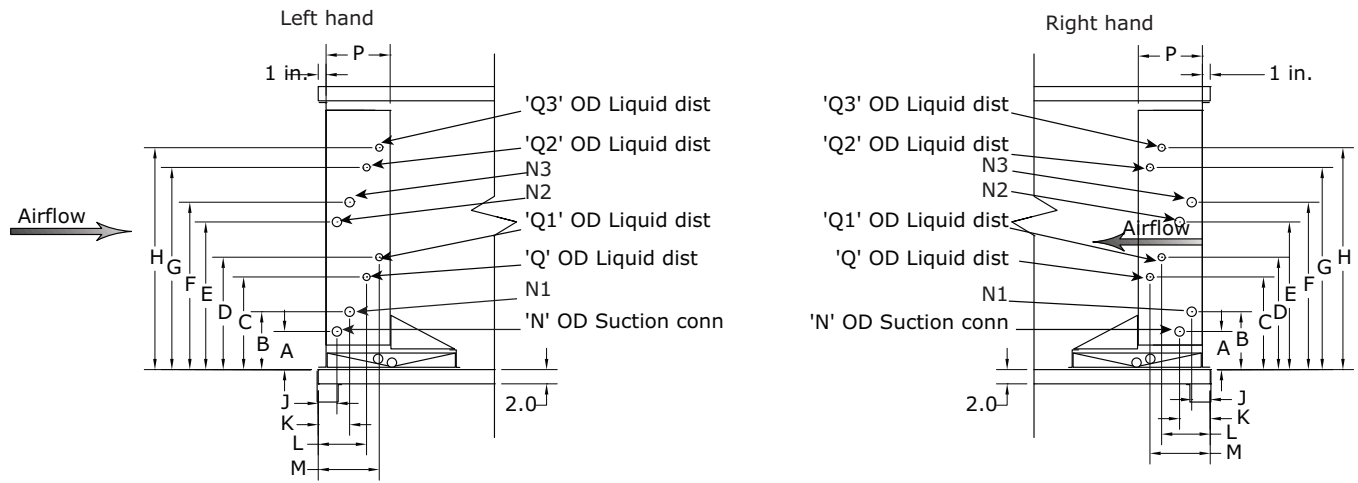 Left hand
P
1 in.
'Q3' OD Liquid dist
'Q2' OD Liquid dist
N3
N2
'Q1' OD Liquid dist
'Q' OD Liquid dist
N1
'N' OD Suction conn
Airflow
H
G
F
E
D
C
B
A
J
K
L
M
2.0
Right hand
P
1 in.
'Q3' OD Liquid dist
'Q2' OD Liquid dist
N3
N2
'Q1' OD Liquid dist
Airflow
'Q' OD Liquid dist
N1
'N' OD Suction conn
H
G
F
E
D
C
B
A
2.0
J
K
L
M